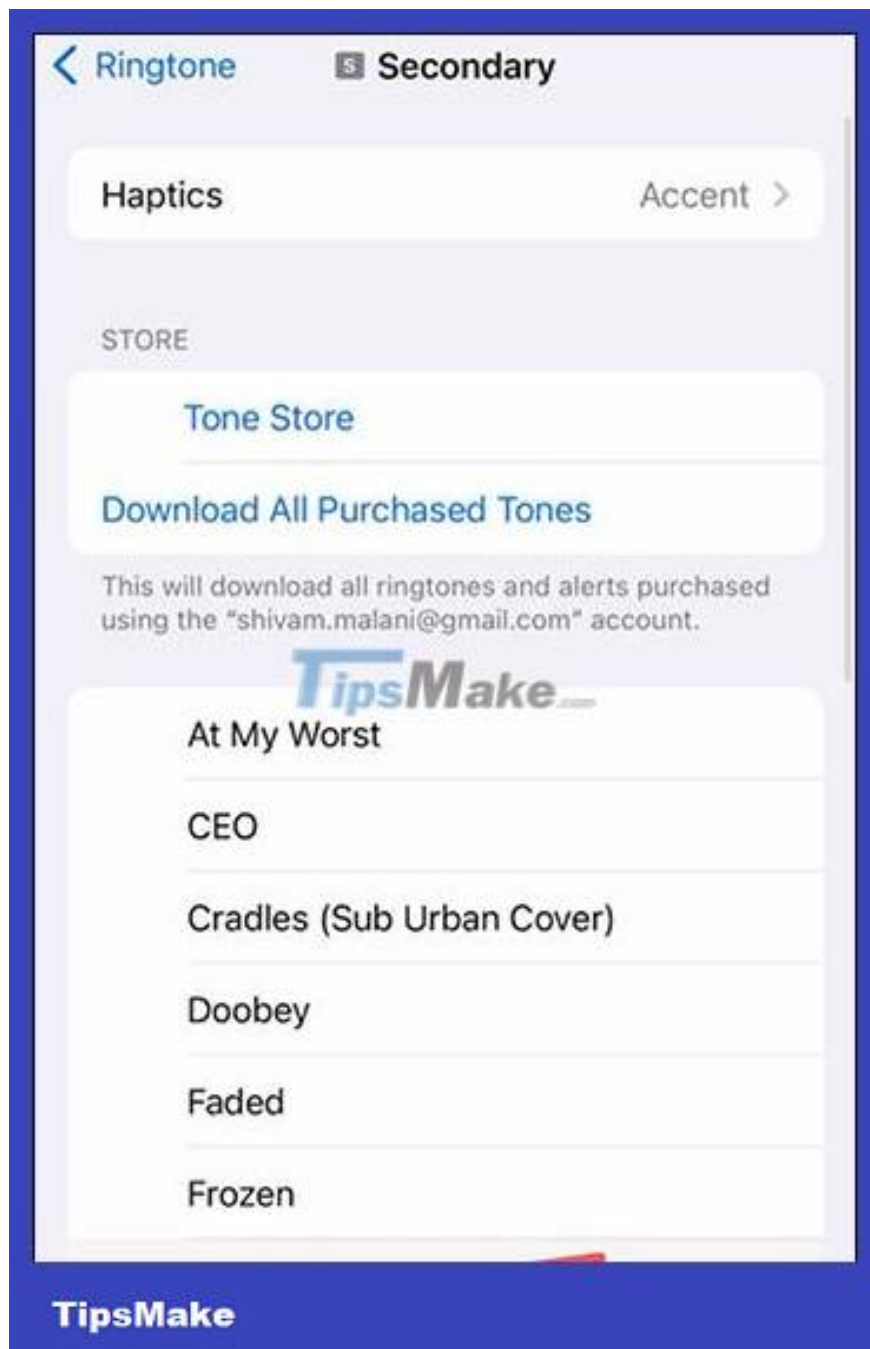 Ringtone
S Secondary
Haptics
Accent
STORE
Tone Store
Download All Purchased Tones
This will download all ringtones and alerts purchased
using the "shivam.malani@gmail.com" account.
TipsMake.com
At My Worst
CEO
Cradles (Sub Urban Cover)
Doobey
Faded
Frozen
TipsMake